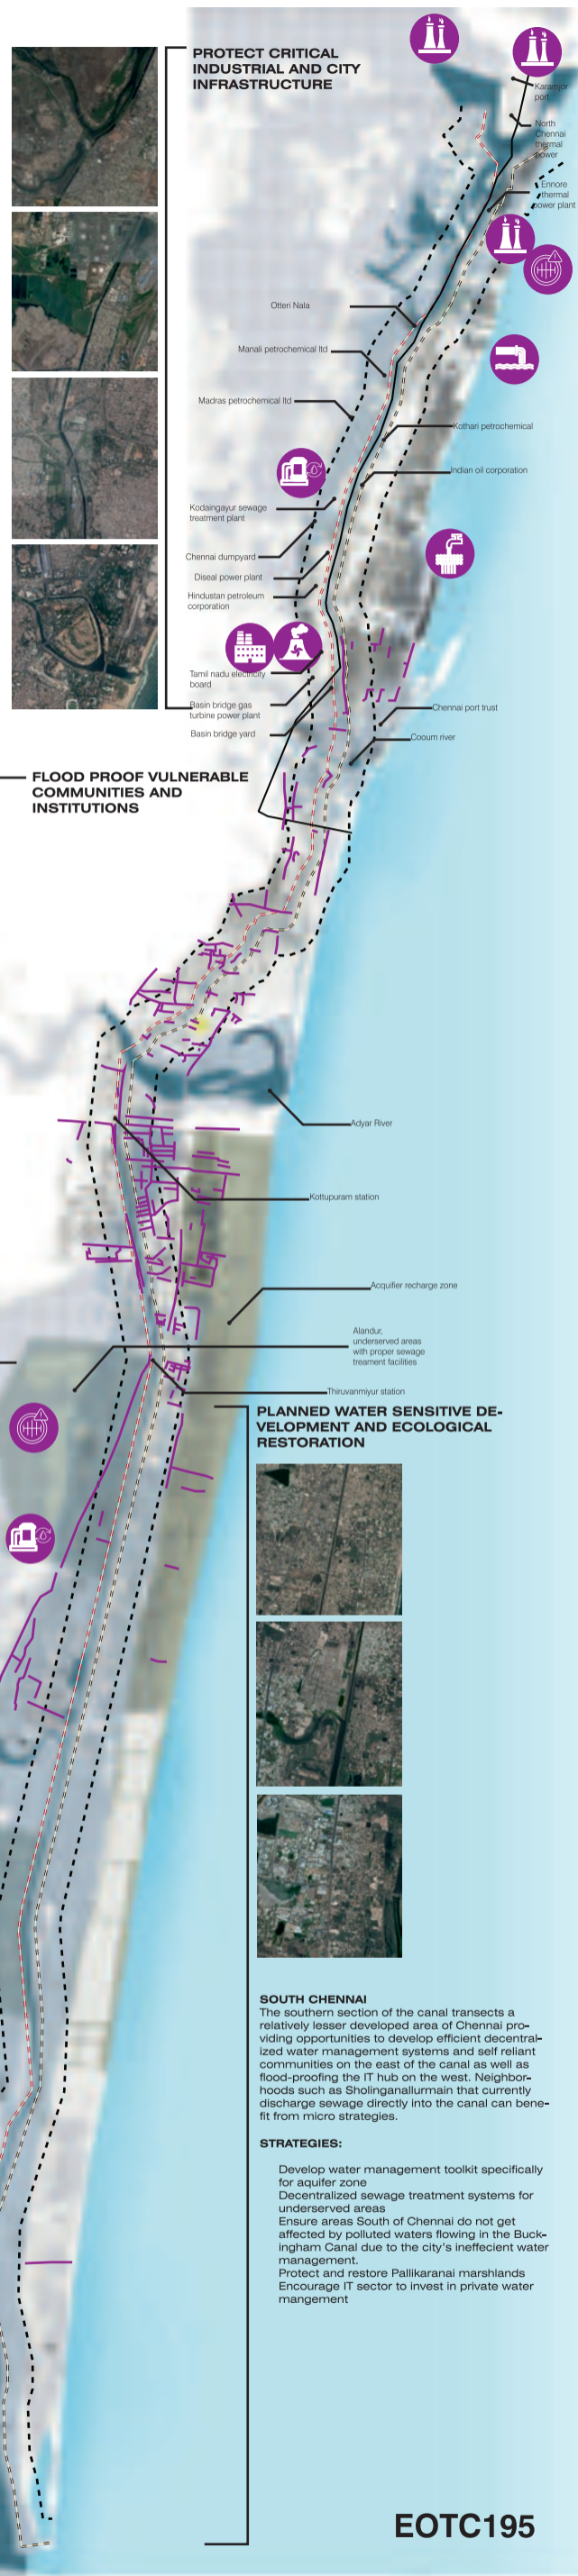 PROTECT CRITICAL
INDUSTRIAL AND CITY
INFRASTRUCTURE
Karamjor
port
North
Chennai
thermal
power
Ennore
thermal
power plant
Otteri Nala
Manali petrochemical ltd
Madras petrochemical ltd
Kothari petrochemical
Indian oil corporation
Kodaingayur sewage
treatment plant
Chennai dumpyard
Diseal power plant
Hindustan petroleum
corporation
Tamil nadu electricity
board
Basin bridge gas
turbine power plant
Basin bridge yard
Chennai port trust
Cooum river
FLOOD PROOF VULNERABLE
COMMUNITIES AND
INSTITUTIONS
Adyar River
Kottupuram station
Acquifier recharge zone
Alandur,
underserved areas
with proper sewage
treament facilities
Thiruvanmiyur station
PLANNED WATER SENSITIVE DE-
VELOPMENT AND ECOLOGICAL
RESTORATION
SOUTH CHENNAI
The southern section of the canal transects a
relatively lesser developed area of Chennai pro-
viding opportunities to develop efficient decentral-
ized water management systems and self reliant
communities on the east of the canal as well as
flood-proofing the IT hub on the west. Neighbor-
hoods such as Sholinganallurmain that currently
discharge sewage directly into the canal can bene-
fit from micro strategies.
STRATEGIES:
Develop water management toolkit specifically
for aquifer zone
Decentralized sewage treatment systems for
underserved areas
Ensure areas South of Chennai do not get
affected by polluted waters flowing in the Buck-
ingham Canal due to the city's ineffecient water
management.
Protect and restore Pallikaranai marshlands
Encourage IT sector to invest in private water
mangement
EOTC195